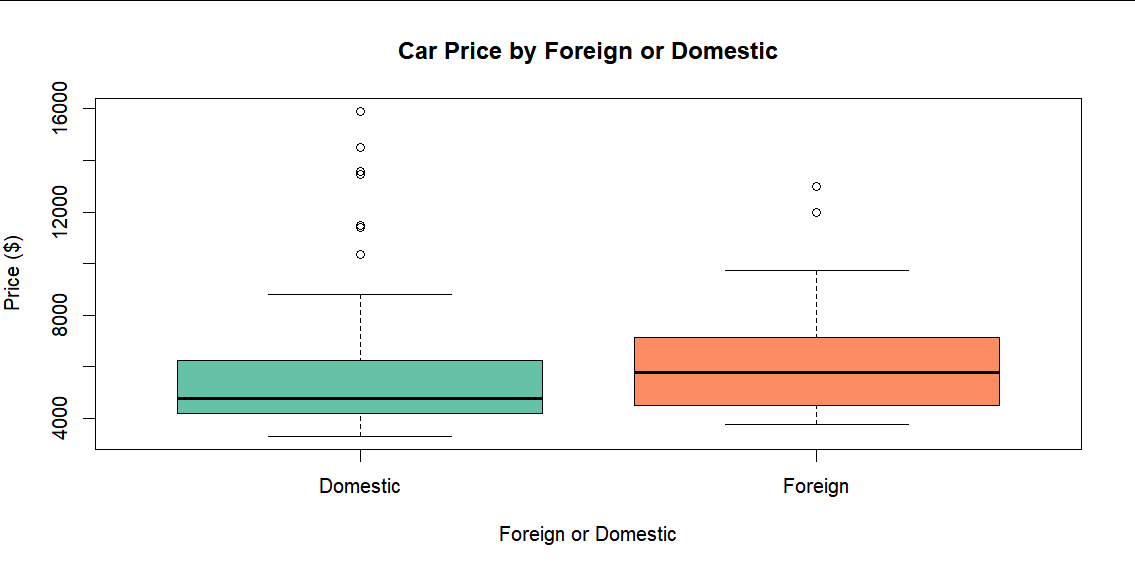 Car Price by Foreign or Domestic
Price ($)
16000
12000
8000
4000
Domestic
Foreign
Foreign or Domestic